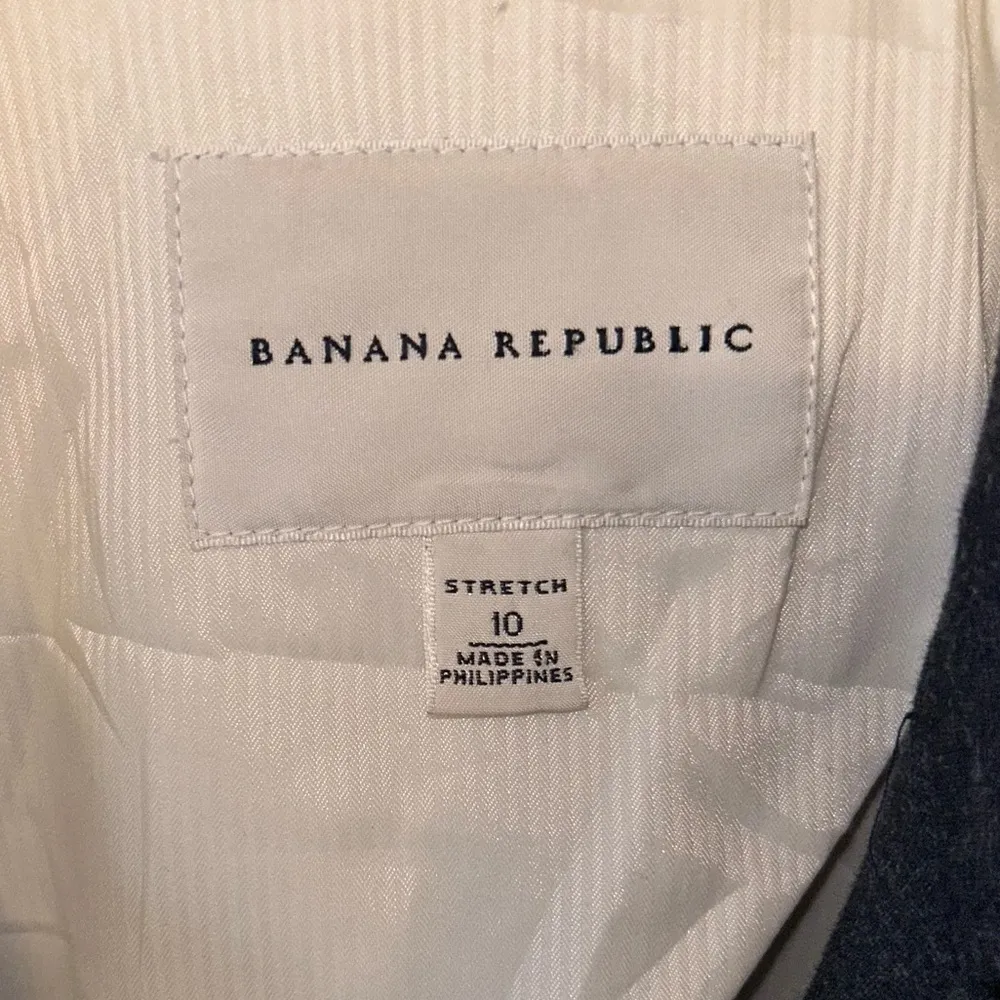 BANANA REPUBLIC
STRETCH
10
MADE IN
PHILIPPINES